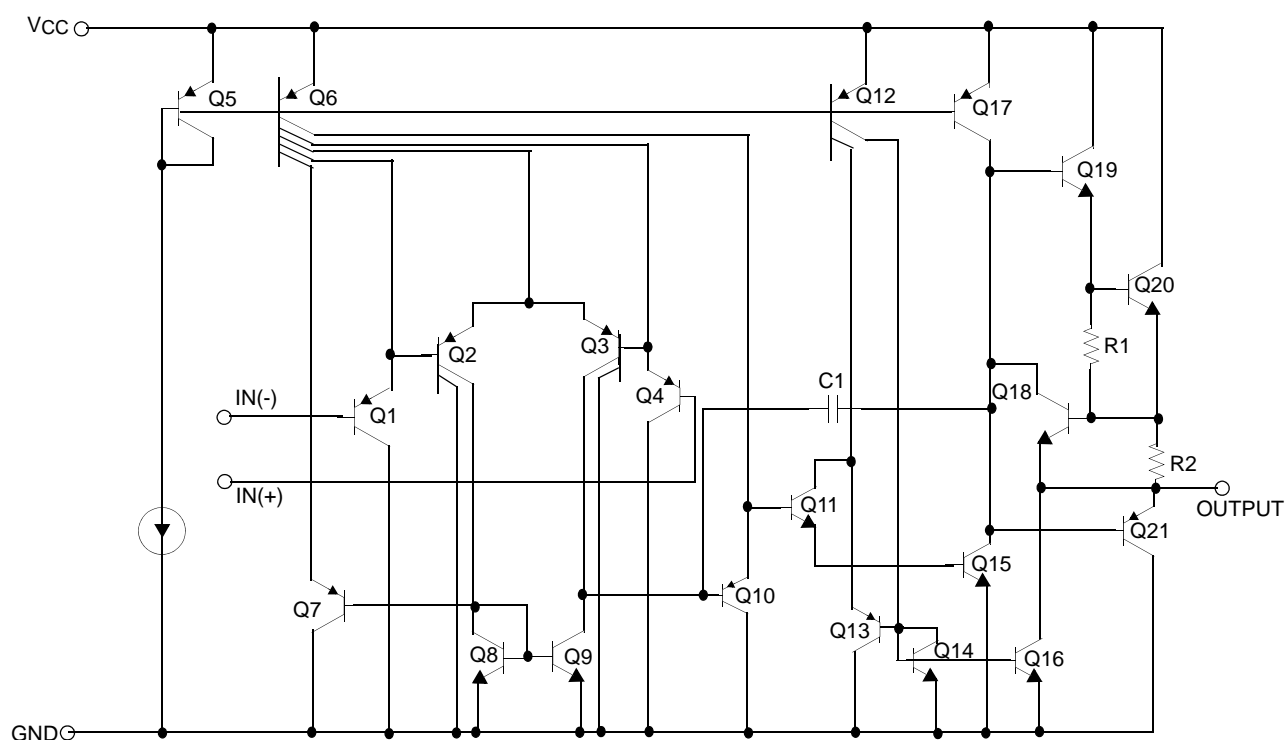 VCC
Q5
Q6
Q12
Q17
Q19
Q20
Q2
Q3
R1
C1
Q18
IN(-)
Q1
Q4
R2
IN(+)
Q11
OUTPUT
Q21
Q15
Q7
Q10
Q13
Q8
Q9
Q14
Q16
GND